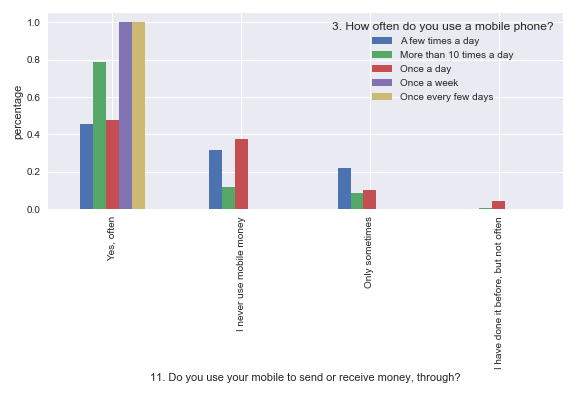 3. How often do you use a mobile phone?
A few times a day
More than 10 times a day
Once a day
Once a week
Once every few days
percentage
1.0
0.8
0.6
0.4
0.2
0.0
Yes, often
I never use mobile money
Only sometimes
I have done it before, but not often
11. Do you use your mobile to send or receive money, through?